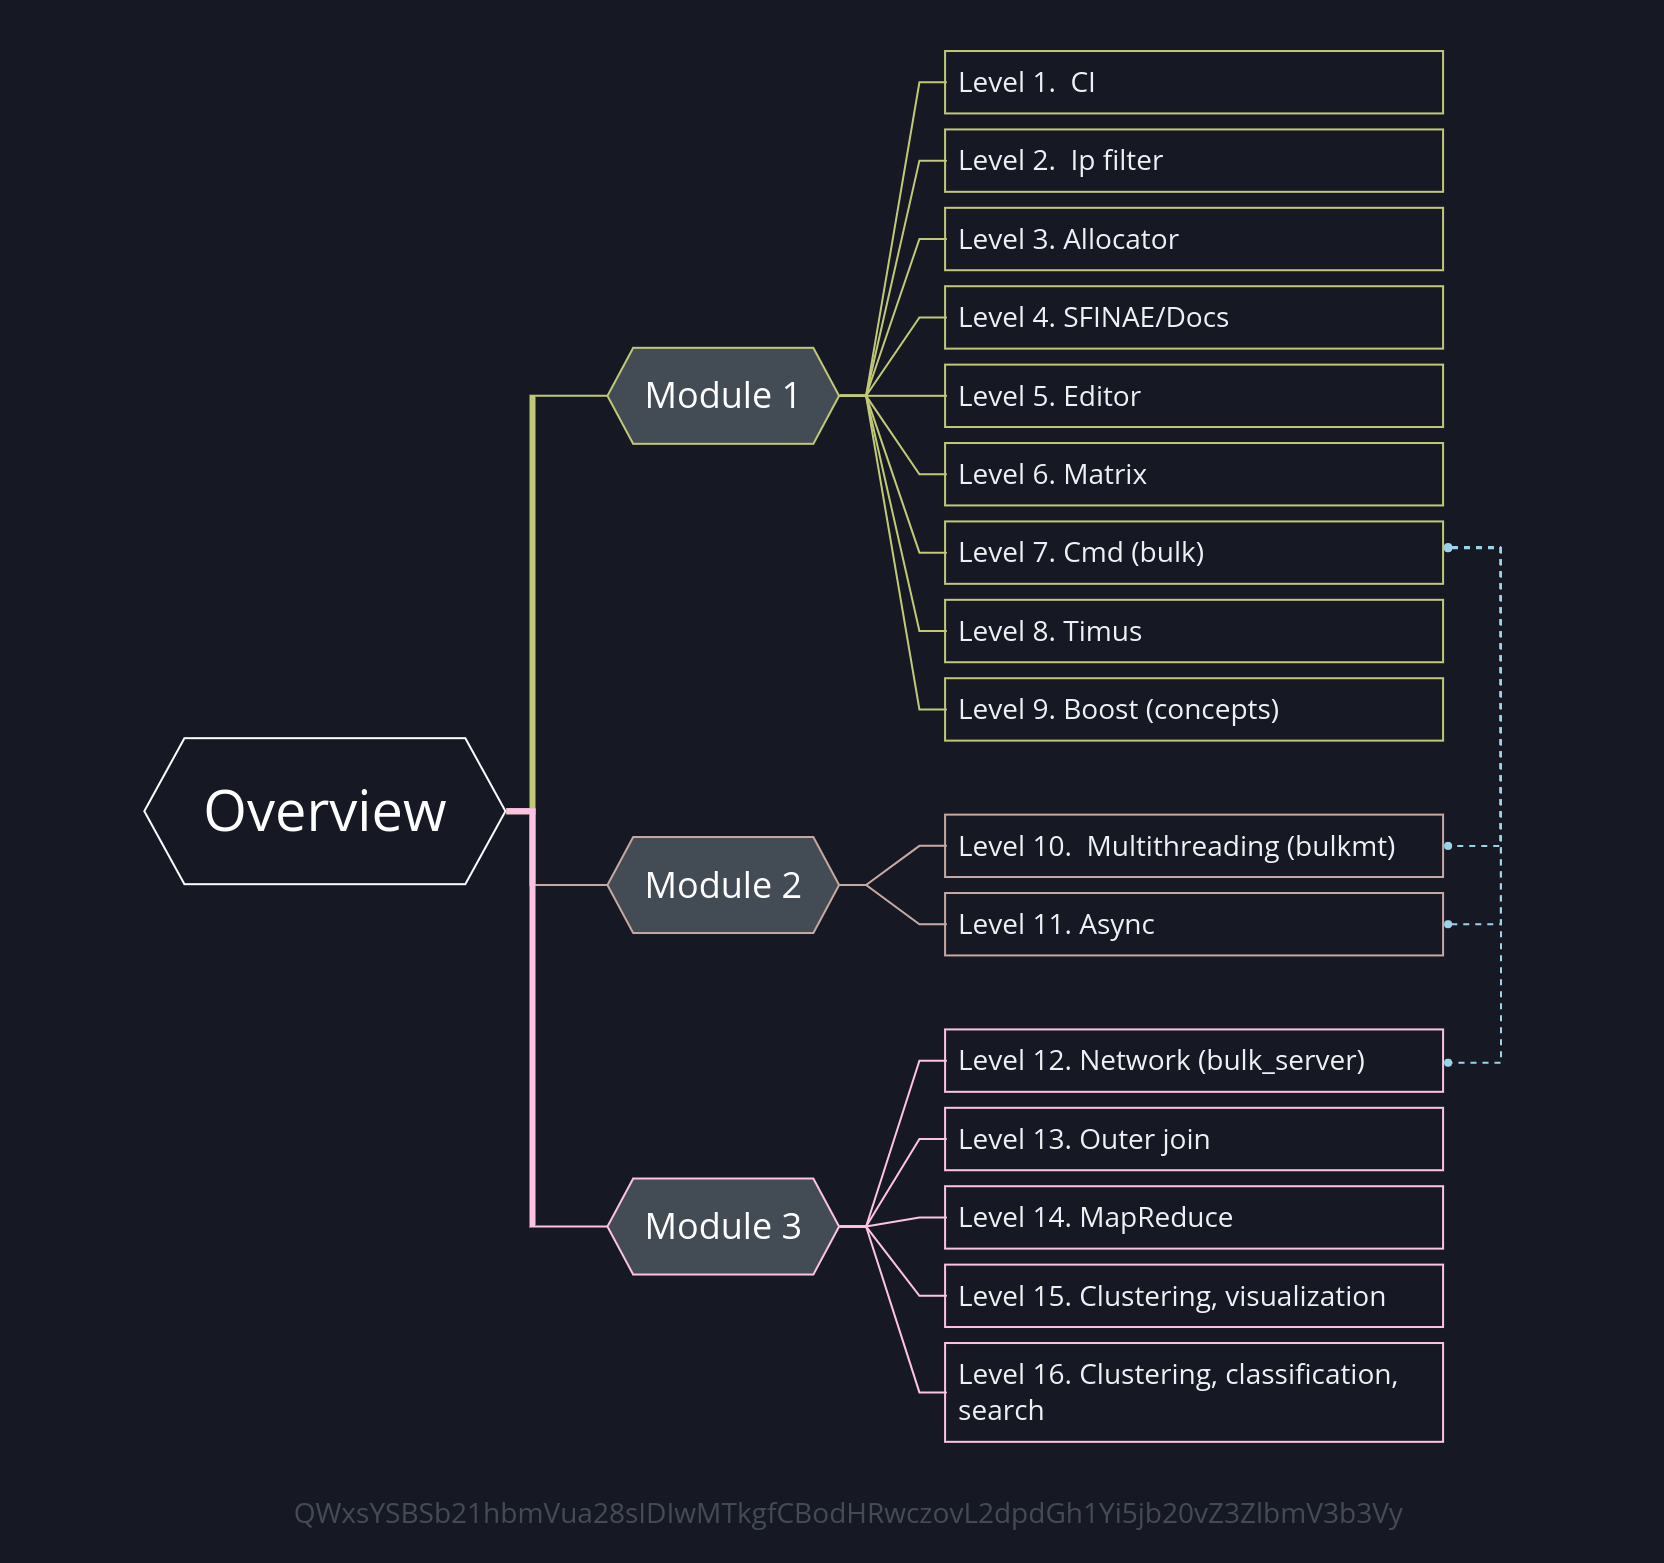 Overview
Module 1
Level 1.  CI
Level 2.  Ip filter
Level 3. Allocator
Level 4. SFINAE/Docs
Level 5. Editor
Level 6. Matrix
Level 7. Cmd (bulk)
Level 8. Timus
Level 9. Boost (concepts)
Module 2
Level 10.  Multithreading (bulkmt)
Level 11. Async
Module 3
Level 12. Network (bulk_server)
Level 13. Outer join
Level 14. MapReduce
Level 15. Clustering, visualization
Level 16. Clustering, classification,
search
QWxsYSBSb21hbmVua28sIDIwMTkgfCBodHRwczovL2dpdGh1Yi5jb20vZ3ZlbmV3b3Vy